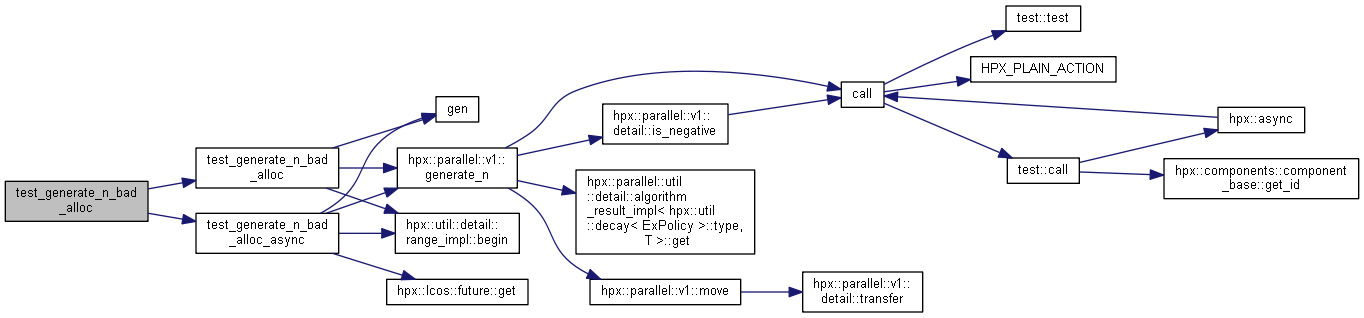 test_generate_n_bad
_alloc
test_generate_n_bad
_alloc
test_generate_n_bad
_alloc_async
gen
hpx::parallel::v1::
generate_n
hpx::util::detail::
range_impl::begin
hpx::lcos::future::get
hpx::parallel::v1::
detail::is_negative
hpx::parallel::util
::detail::algorithm
_result_impl< hpx::util
::decay< ExPolicy >::type,
T >::get
hpx::parallel::v1::move
call
hpx::parallel::v1::
detail::transfer
test::test
HPX_PLAIN_ACTION
test::call
hpx::async
hpx::components::component
_base::get_id